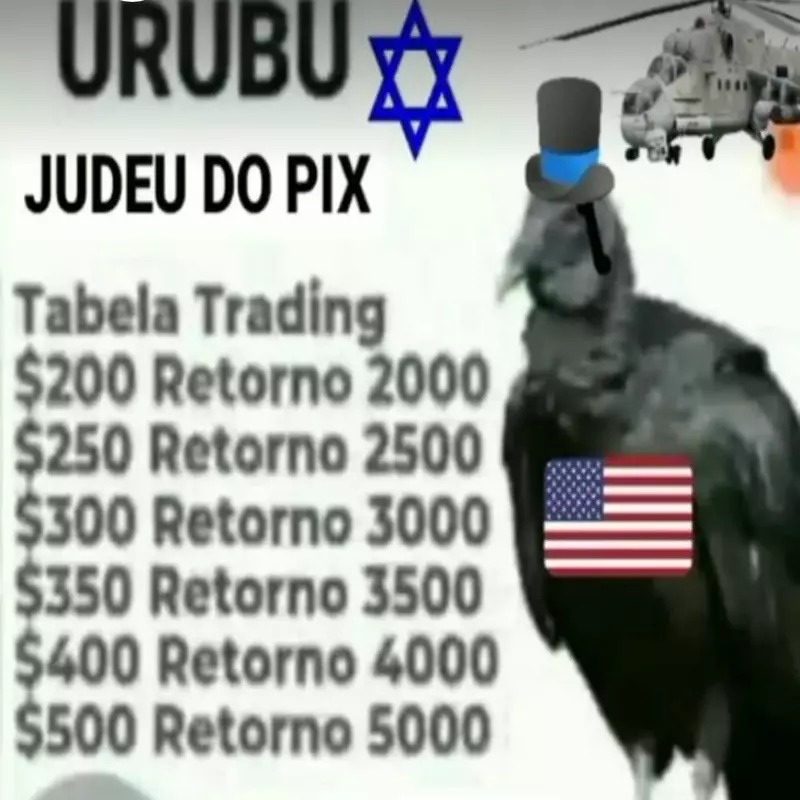 URUBU
JUDEU DO PIX
Tabela Trading
$200 Retorno 2000
$250 Retorno 2500
$300 Retorno 3000
$350 Retorno 3500
$400 Retorno 4000
$500 Retorno 5000